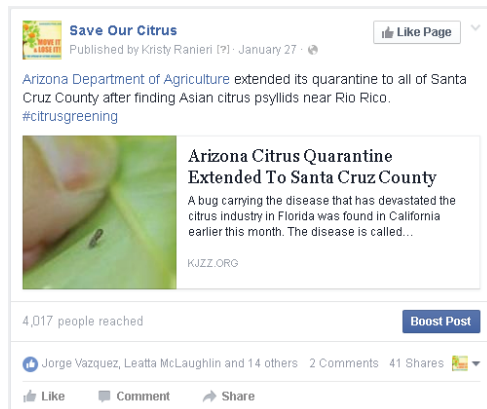 MOVE IT
& LOSE IT!
Save Our Citrus
Like Page
Published by Kristy Ranieri [?] · January 27 ·
Arizona Department of Agriculture extended its quarantine to all of Santa
Cruz County after finding Asian citrus psyllids near Rio Rico.
#citrusgreening
Arizona Citrus Quarantine
Extended To Santa Cruz County
A bug carrying the disease that has devastated the
citrus industry in Florida was found in California
earlier this month. The disease is called...
KJZZ.ORG
4,017 people reached
Boost Post
Jorge Vazquez, Leatta McLaughlin and 14 others 2 Comments 41 Shares
Like Comment Share